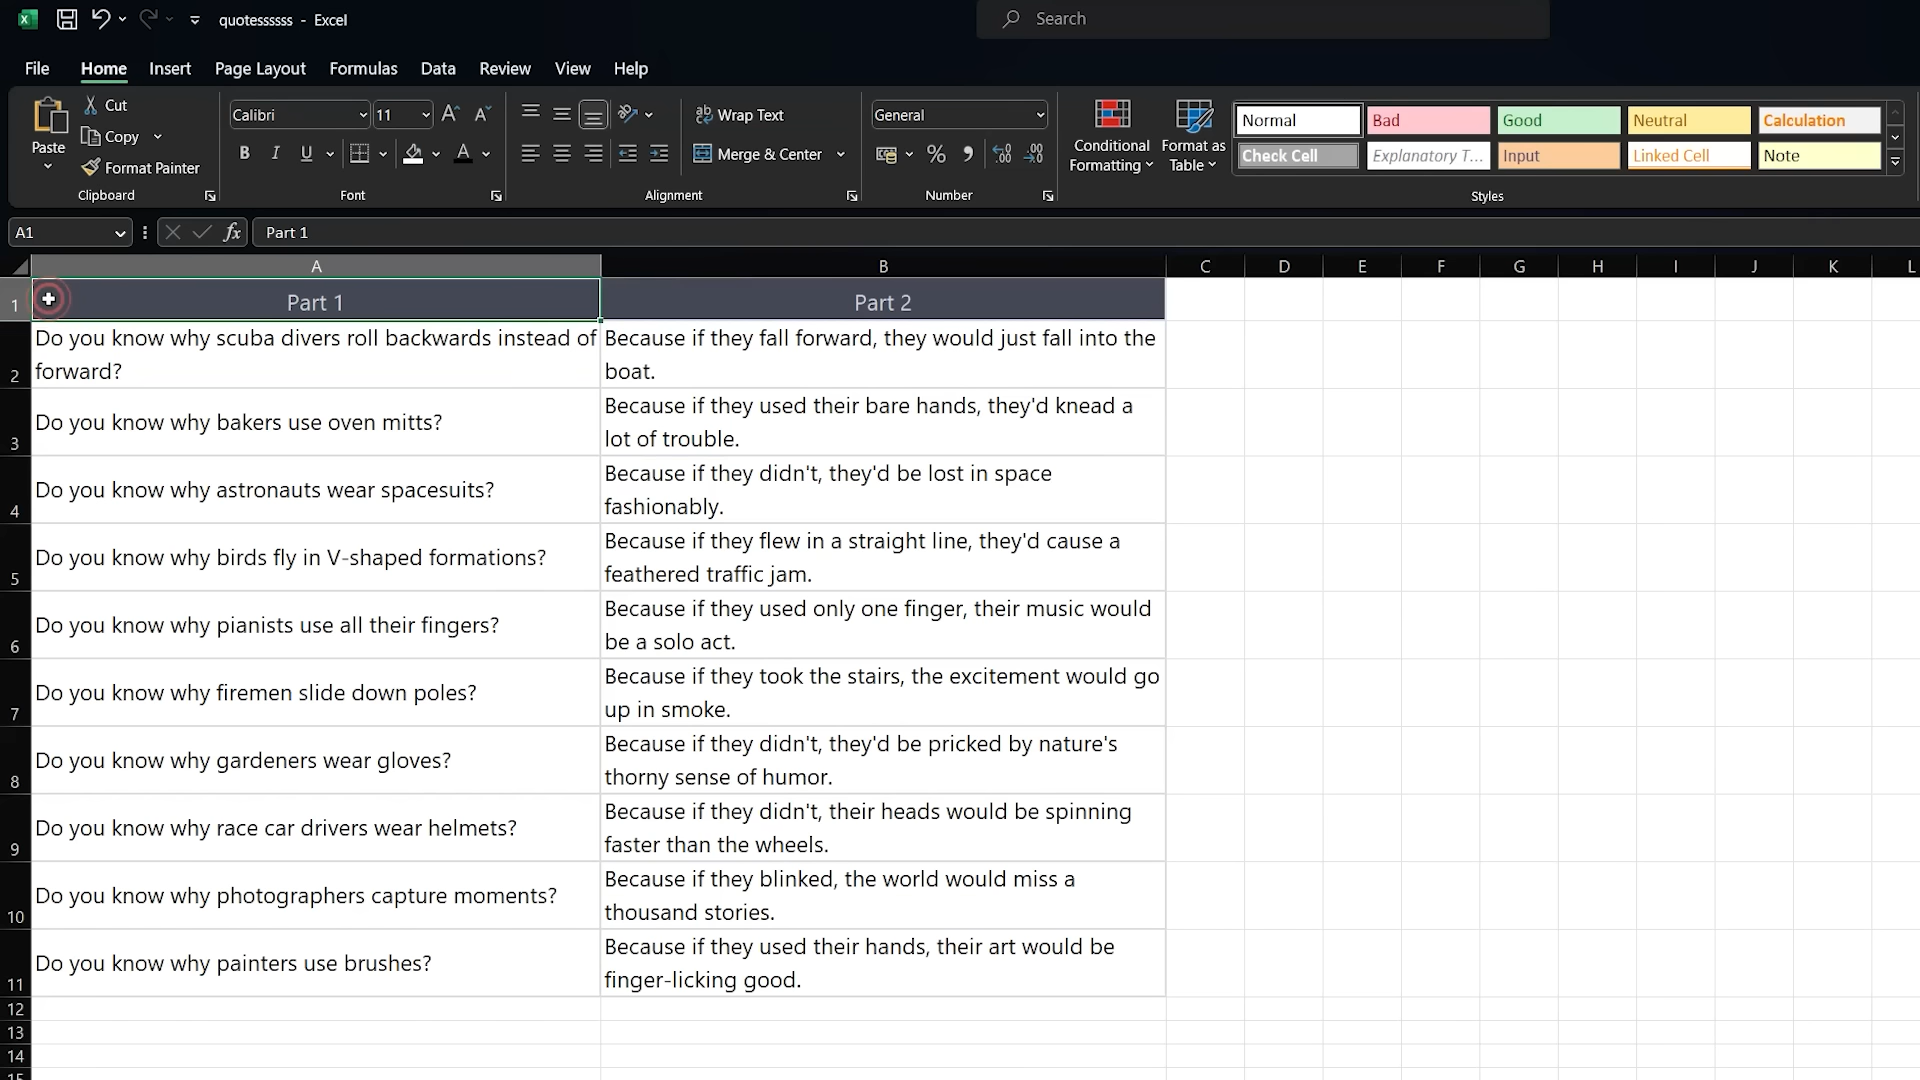 quotessssss - Excel
Search
File Home Insert Page Layout Formulas Data Review View Help
Paste
Cut
Copy
Format Painter
Clipboard
Calibri 11 A A
B I U A
Font
Wrap Text
Merge & Center
Alignment
General
% 9
Number
Conditional Formatting
Format as Table
Normal Bad Good Neutral Calculation
Check Cell Explanatory T... Input Linked Cell Note
Styles
A1 fx Part 1
A B C D E F G H I J K L
1 Part 1 Part 2
2 Do you know why scuba divers roll backwards instead of
forward?
Because if they fall forward, they would just fall into the
boat.
3 Do you know why bakers use oven mitts?
Because if they used their bare hands, they'd knead a
lot of trouble.
4 Do you know why astronauts wear spacesuits?
Because if they didn't, they'd be lost in space
fashionably.
5 Do you know why birds fly in V-shaped formations?
Because if they flew in a straight line, they'd cause a
feathered traffic jam.
6 Do you know why pianists use all their fingers?
Because if they used only one finger, their music would
be a solo act.
7 Do you know why firemen slide down poles?
Because if they took the stairs, the excitement would go
up in smoke.
8 Do you know why gardeners wear gloves?
Because if they didn't, they'd be pricked by nature's
thorny sense of humor.
9 Do you know why race car drivers wear helmets?
Because if they didn't, their heads would be spinning
faster than the wheels.
10 Do you know why photographers capture moments?
Because if they blinked, the world would miss a
thousand stories.
11 Do you know why painters use brushes?
Because if they used their hands, their art would be
finger-licking good.
12
13
14
15